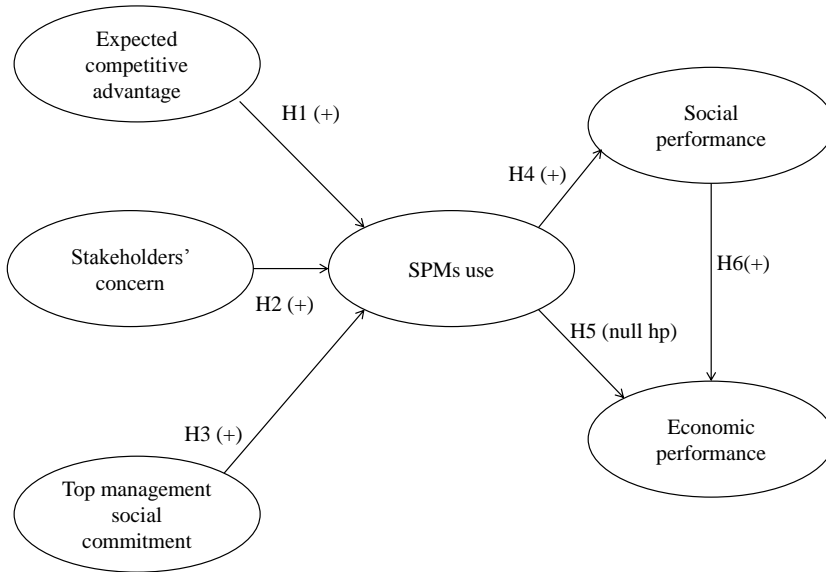 Expected
competitive
advantage
H1 (+)
Social
performance
H4 (+)
Stakeholders’
concern
H2 (+)
SPMs use
H6(+)
H5 (null hp)
H3 (+)
Economic
performance
Top management
social
commitment